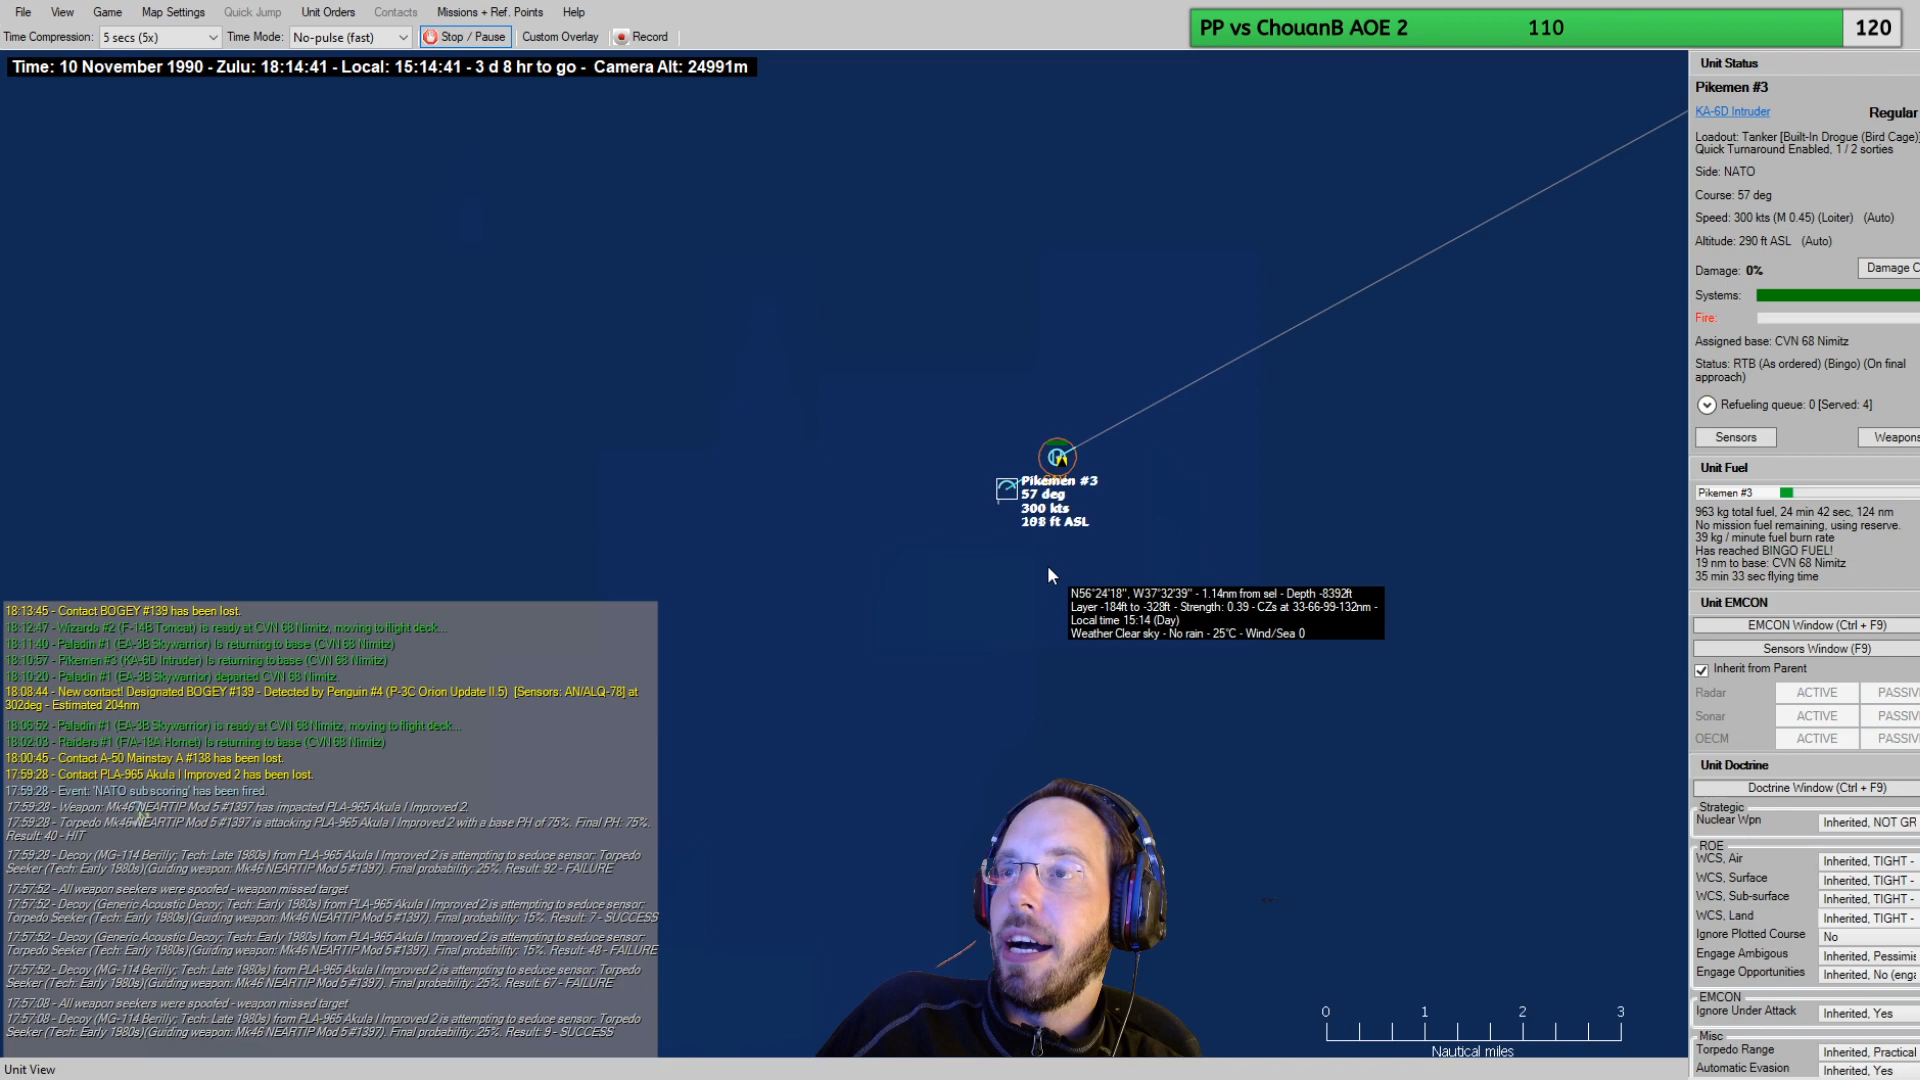 File View Game Map Settings Quick Jump Unit Orders Contacts Missions + Ref. Points Help
Time Compression: 5 secs (5x) Time Mode: No-pulse (fast) Stop / Pause Custom Overlay Record
PP vs ChouanB AOE 2 110 120
Time: 10 November 1990 - Zulu: 18:14:41 - Local: 15:14:41 - 3 d 8 hr to go - Camera Alt: 24991m
Pikemen #3
57 deg
300 kts
ft ASL
N56°24'18", W37°32'39" - 1.14nm from sel - Depth -8392ft
Layer -184ft to -328ft - Strength: 0.39 - CZs at 33-66-99-132nm -
Local time 15:14 (Day)
Weather Clear sky - No rain - 25°C - Wind/Sea 0
18:13:45 - Contact BOGEY #139 has been lost.
18:12:47 - Wizards #2 (F-14B Tomcat) is ready at CVN 68 Nimitz, moving to flight deck...
18:11:40 - Paladin #1 (EA-3B Skywarrior) Is returning to base (CVN 68 Nimitz)
18:10:57 - Pikemen #3 (KA-6D Intruder) Is returning to base (CVN 68 Nimitz)
18:10:20 - Paladin #1 (EA-3B Skywarrior) departed CVN 68 Nimitz.
18:08:44 - New contact! Designated BOGEY #139 - Detected by Penguin #4 (P-3C Orion Update II.5) [Sensors: AN/ALQ-78] at
302deg - Estimated 204nm
18:06:52 - Paladin #1 (EA-3B Skywarrior) is ready at CVN 68 Nimitz, moving to flight deck...
18:02:03 - Raiders #1 (F/A-18A Hornet) Is returning to base (CVN 68 Nimitz)
18:00:45 - Contact A-50 Mainstay A #138 has been lost.
17:59:28 - Contact PLA-965 Akula I Improved 2 has been lost.
17:59:28 - Event: 'NATO sub scoring' has been fired.
17:59:28 - Weapon: Mk46 NEARTIP Mod 5 #1397 has impacted PLA-965 Akula I Improved 2.
17:59:28 - Torpedo Mk46 NEARTIP Mod 5 #1397 is attacking PLA-965 Akula I Improved 2 with a base PH of 75%. Final PH: 75%.
Result: 40 - HIT
17:59:28 - Decoy (MG-114 Berilly; Tech: Late 1980s) from PLA-965 Akula I Improved 2 is attempting to seduce sensor: Torpedo
Seeker (Tech: Early 1980s)(Guiding weapon: Mk46 NEARTIP Mod 5 #1397). Final probability: 25%. Result: 92 - FAILURE
17:57:52 - All weapon seekers were spoofed - weapon missed target
17:57:52 - Decoy (Generic Acoustic Decoy; Tech: Early 1980s) from PLA-965 Akula I Improved 2 is attempting to seduce sensor:
Torpedo Seeker (Tech: Early 1980s)(Guiding weapon: Mk46 NEARTIP Mod 5 #1397). Final probability: 15%. Result: 7 - SUCCESS
17:57:52 - Decoy (Generic Acoustic Decoy; Tech: Early 1980s) from PLA-965 Akula I Improved 2 is attempting to seduce sensor:
Torpedo Seeker (Tech: Early 1980s)(Guiding weapon: Mk46 NEARTIP Mod 5 #1397). Final probability: 15%. Result: 48 - FAILURE
17:57:52 - Decoy (MG-114 Berilly; Tech: Late 1980s) from PLA-965 Akula I Improved 2 is attempting to seduce sensor: Torpedo
Seeker (Tech: Early 1980s)(Guiding weapon: Mk46 NEARTIP Mod 5 #1397). Final probability: 25%. Result: 67 - FAILURE
17:57:08 - All weapon seekers were spoofed - weapon missed target
17:57:08 - Decoy (MG-114 Berilly; Tech: Late 1980s) from PLA-965 Akula I Improved 2 is attempting to seduce sensor: Torpedo
Seeker (Tech: Early 1980s)(Guiding weapon: Mk46 NEARTIP Mod 5 #1397). Final probability: 25%. Result: 9 - SUCCESS
0 1 2 3
Nautical miles
Unit View
Unit Status
Pikemen #3
KA-6D Intruder Regular
Loadout: Tanker [Built-In Drogue (Bird Cage)]
Quick Turnaround Enabled, 1 / 2 sorties
Side: NATO
Course: 57 deg
Speed: 300 kts (M 0.45) (Loiter) (Auto)
Altitude: 290 ft ASL (Auto)
Damage: 0% Damage C
Systems:
Fire:
Assigned base: CVN 68 Nimitz
Status: RTB (As ordered) (Bingo) (On final
approach)
Refueling queue: 0 [Served: 4]
Sensors Weapons
Unit Fuel
Pikemen #3
963 kg total fuel, 24 min 42 sec, 124 nm
No mission fuel remaining, using reserve.
39 kg / minute fuel burn rate
Has reached BINGO FUEL!
19 nm to base: CVN 68 Nimitz
35 min 33 sec flying time
Unit EMCON
EMCON Window (Ctrl + F9)
Sensors Window (F9)
Inherit from Parent
Radar ACTIVE PASSIV
Sonar ACTIVE PASSIV
OECM ACTIVE PASSIV
Unit Doctrine
Doctrine Window (Ctrl + F9)
Strategic
Nuclear Wpn Inherited, NOT GR
ROE
WCS, Air Inherited, TIGHT -
WCS, Surface Inherited, TIGHT -
WCS, Sub-surface Inherited, TIGHT -
WCS, Land Inherited, TIGHT -
Ignore Plotted Course No
Engage Ambiguous Inherited, Pessimis
Engage Opportunities Inherited, No (enga
EMCON
Ignore Under Attack Inherited, Yes
Misc
Torpedo Range Inherited, Practical
Automatic Evasion Inherited, Yes